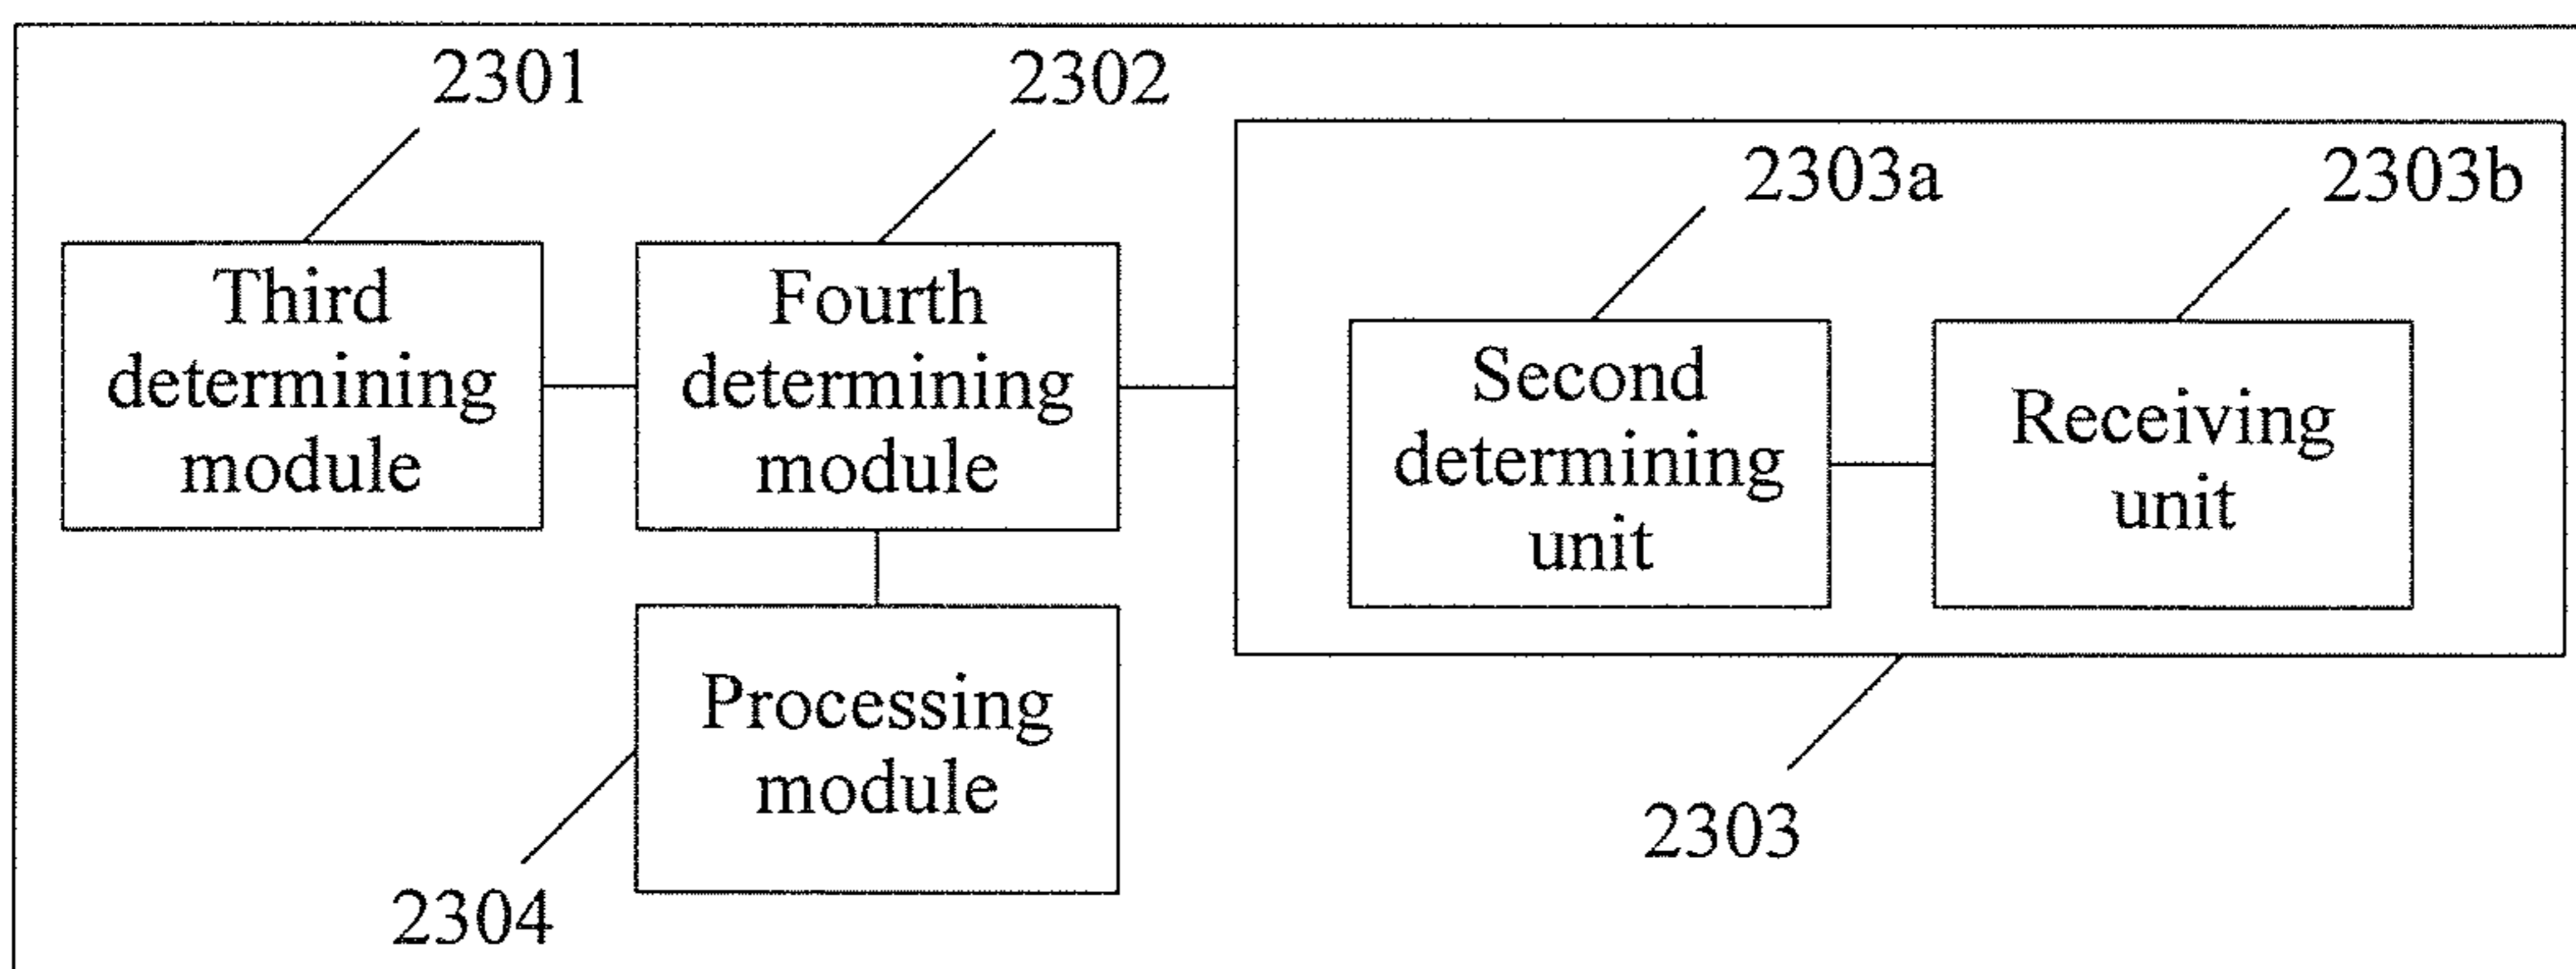 2301
2302
2303a
2303b
Third
determining
module
Fourth
determining
module
Second
determining
unit
Receiving
unit
Processing
module
2303
2304